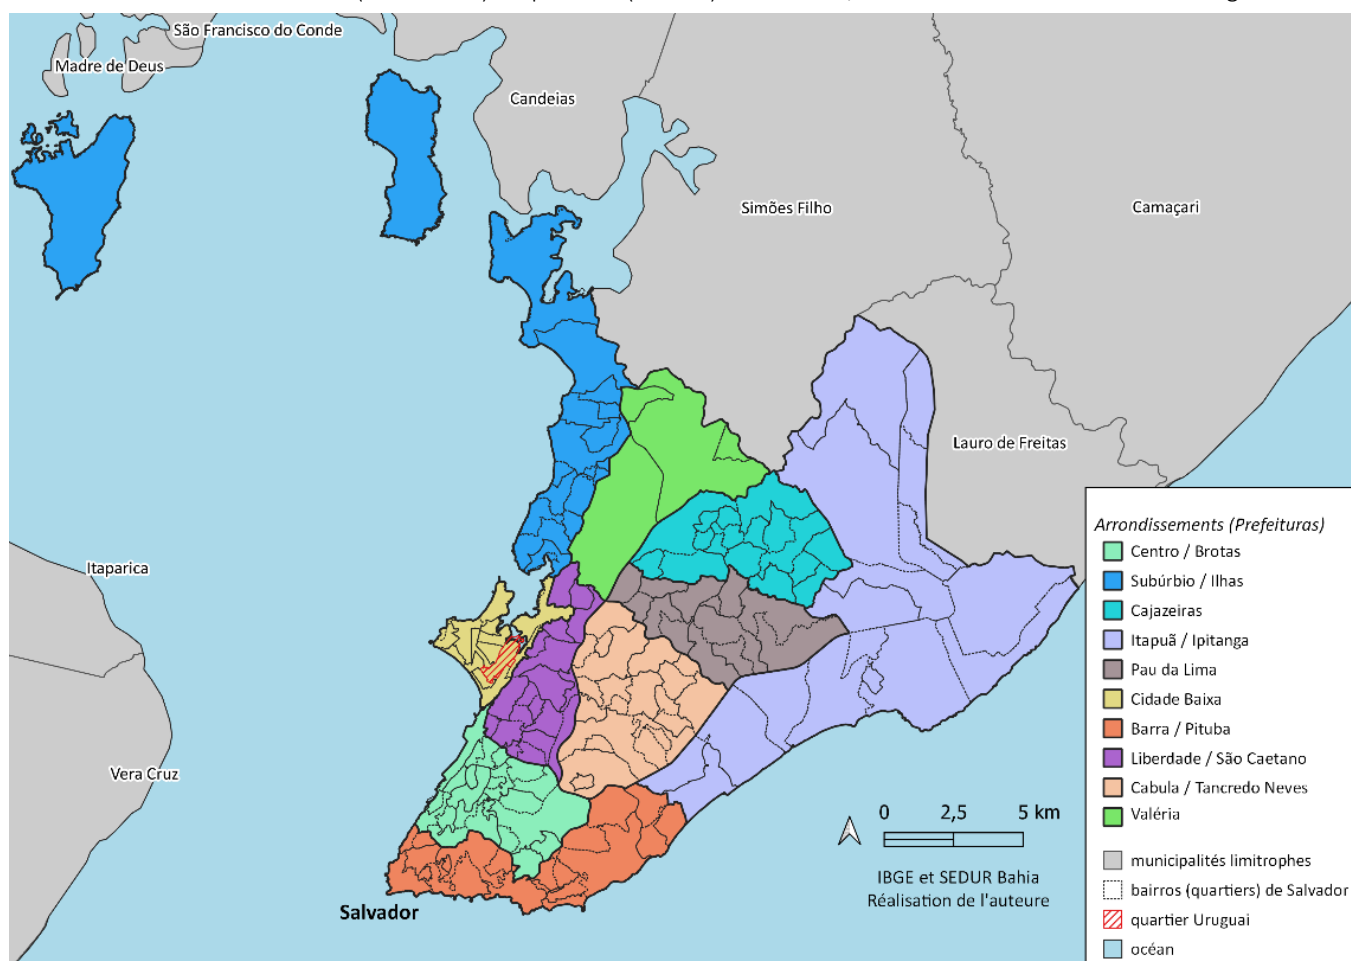 São Francisco do Conde
Madre de Deus
Candeias
Simões Filho
Camaçari
Lauro de Freitas
Itaparica
Vera Cruz
Salvador
0 2,5 5 km
IBGE et SEDUR Bahia
Réalisation de l'auteure
Arrondissements (Prefeituras)
Centro / Brotas
Subúrbio / Ilhas
Cajazeiras
Itapuã / Ipitanga
Pau da Lima
Cidade Baixa
Barra / Pituba
Liberdade / São Caetano
Cabula / Tancredo Neves
Valéria
municipalités limitrophes
bairros (quartiers) de Salvador
quartier Uruguai
océan